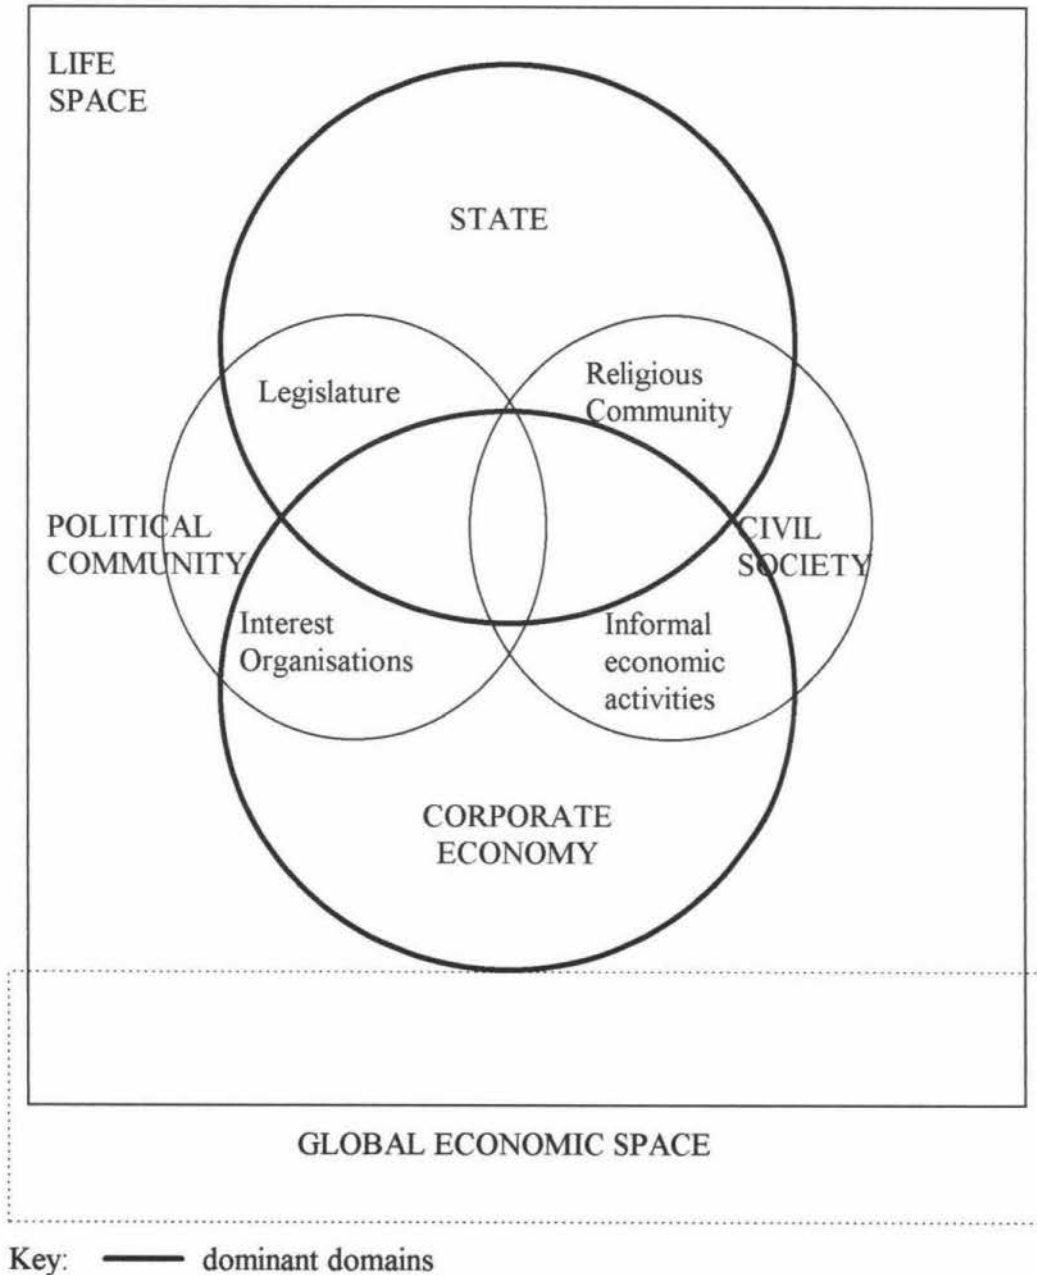 LIFE
SPACE
STATE
Legislature
Religious
Community
POLITICAL
COMMUNITY
CIVIL
SOCIETY
Interest
Organisations
Informal
economic
activities
CORPORATE
ECONOMY
GLOBAL ECONOMIC SPACE
Key: dominant domains